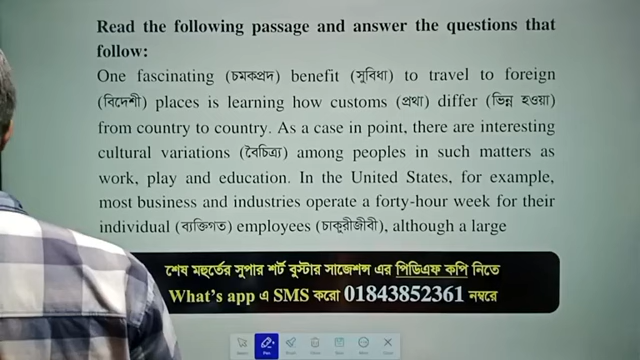 Read the following passage and answer the questions that
follow:
One fascinating (চমকপ্রদ) benefit (সুবিধা) to travel to foreign
(বিদেশী) places is learning how customs (প্রথা) differ (ভিন্ন হওয়া)
from country to country. As a case in point, there are interesting
cultural variations (বৈচিত্র্য) among peoples in such matters as
work, play and education. In the United States, for example,
most business and industries operate a forty-hour week for their
individual (ব্যক্তিগত) employees (চাকুরীজীবী), although a large
শেষ মহুর্তের সুপার শর্ট বুস্টার সাজেশন্স এর পিডিএফ কপি নিতে
What's app এ SMS করো 01843852361 নম্বরে